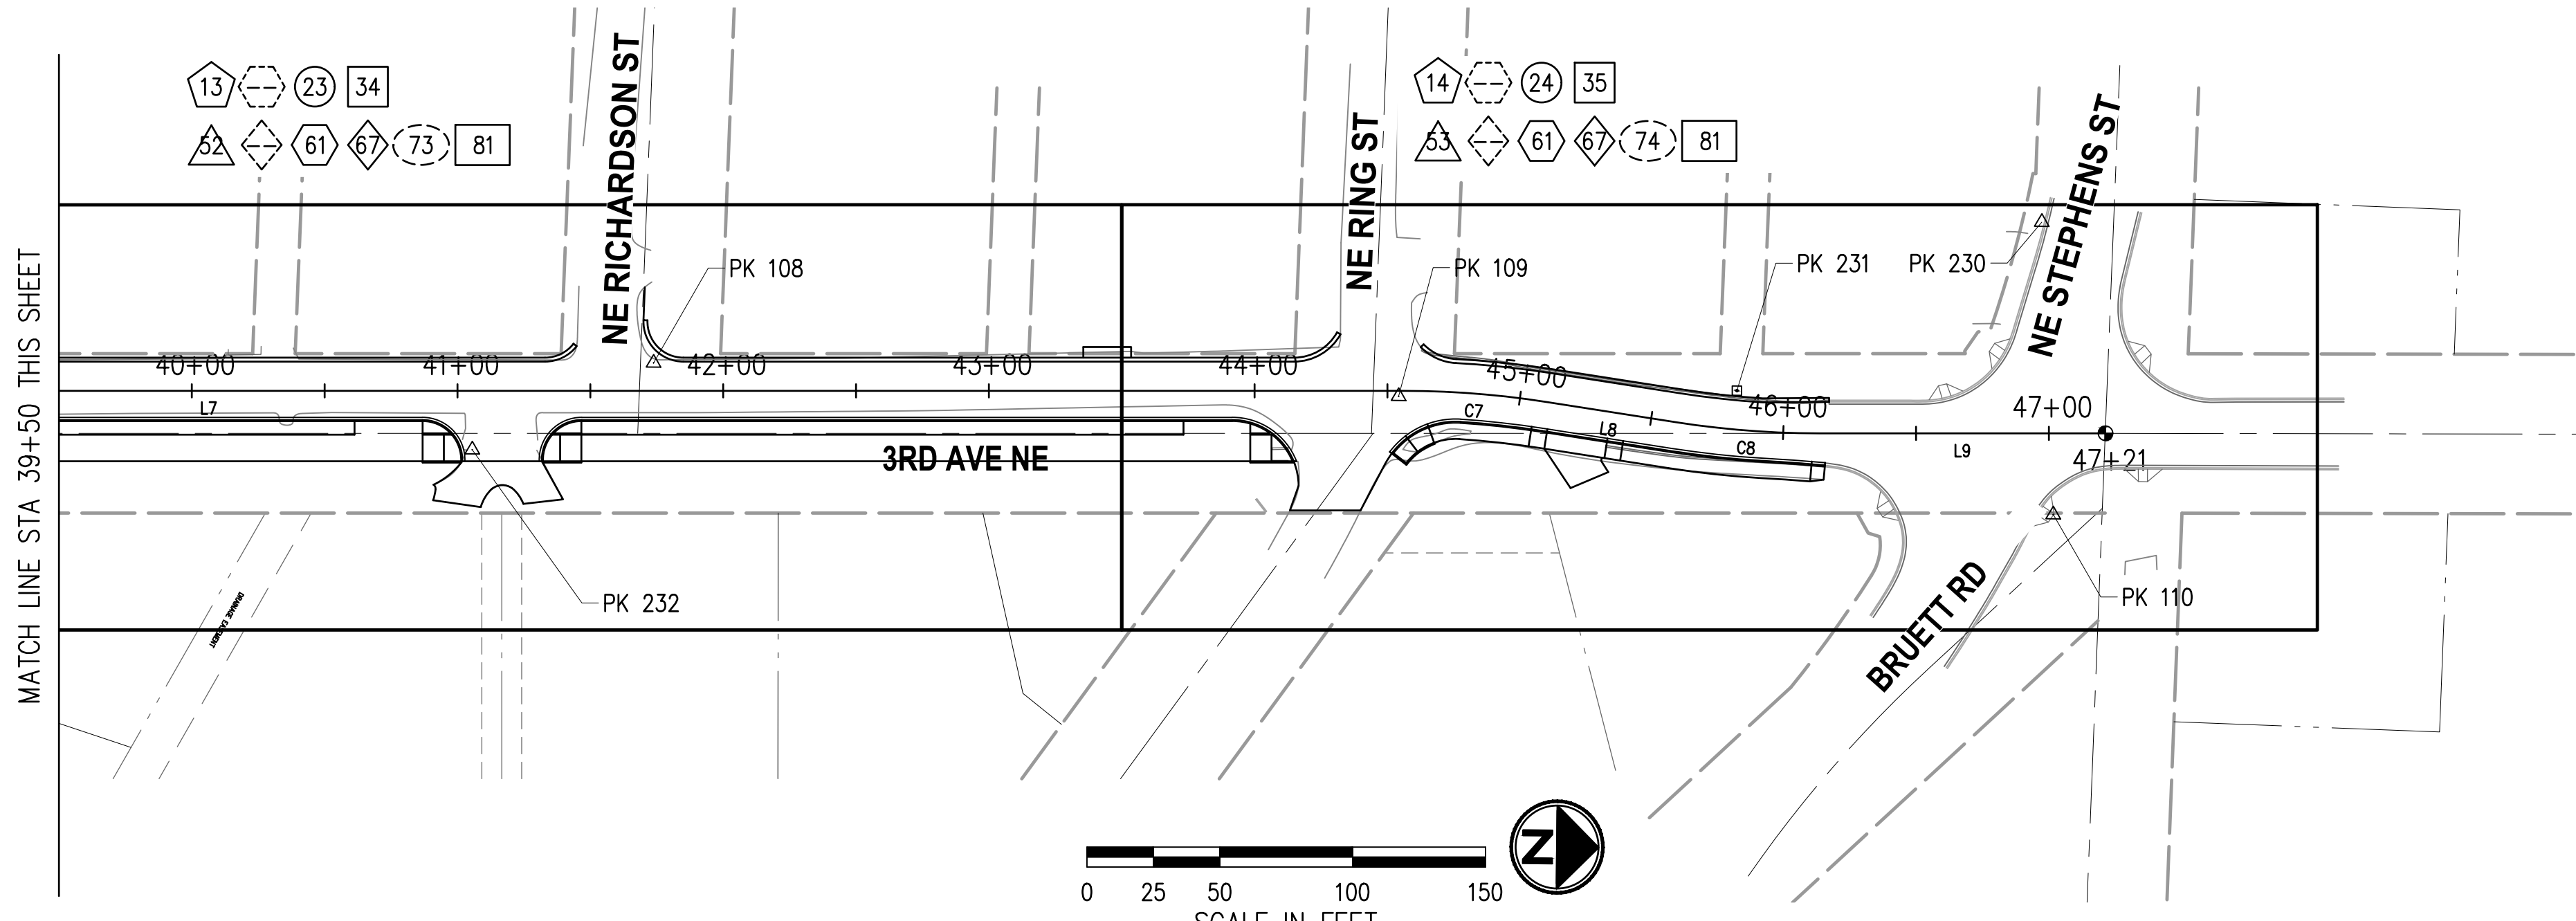 13 -- 23 34
52 -- 61 67 73 81
14 -- 24 35
53 -- 61 67 74 81
NE RICHARDSON ST
NE RING ST
NE STEPHENS ST
PK 108
PK 109
PK 231
PK 230
MATCH LINE STA 39+50 THIS SHEET
40+00
41+00
42+00
43+00
44+00
45+00
46+00
47+00
47+21
L7
C7
L8
C8
L9
3RD AVE NE
PK 232
PK 110
DRAINAGE EASEMENT
BRUETT RD
Z
0 25 50 100 150
SCALE IN FEET